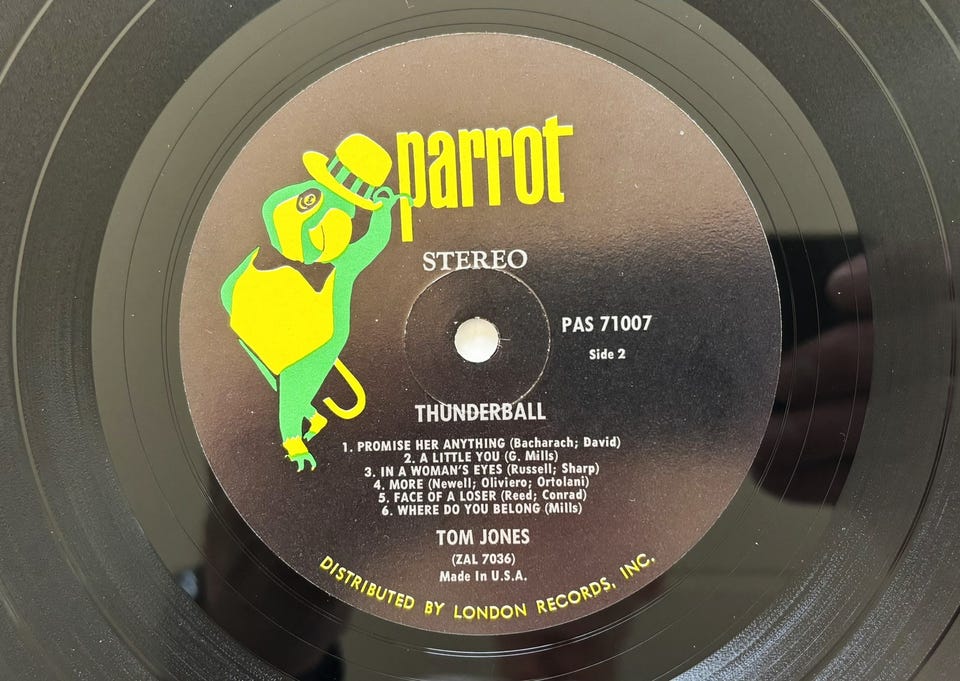 parrot
STEREO
PAS 71007
Side 2
THUNDERBALL
1. PROMISE HER ANYTHING (Bacharach; David)
2. A LITTLE YOU (G. Mills)
3. IN A WOMAN'S EYES (Russell; Sharp)
4. MORE (Newell; Oliviero; Ortolani)
5. FACE OF A LOSER (Reed; Conrad)
6. WHERE DO YOU BELONG (Mills)
TOM JONES
(ZAL 7036)
Made In U.S.A.
DISTRIBUTED BY LONDON RECORDS, INC.